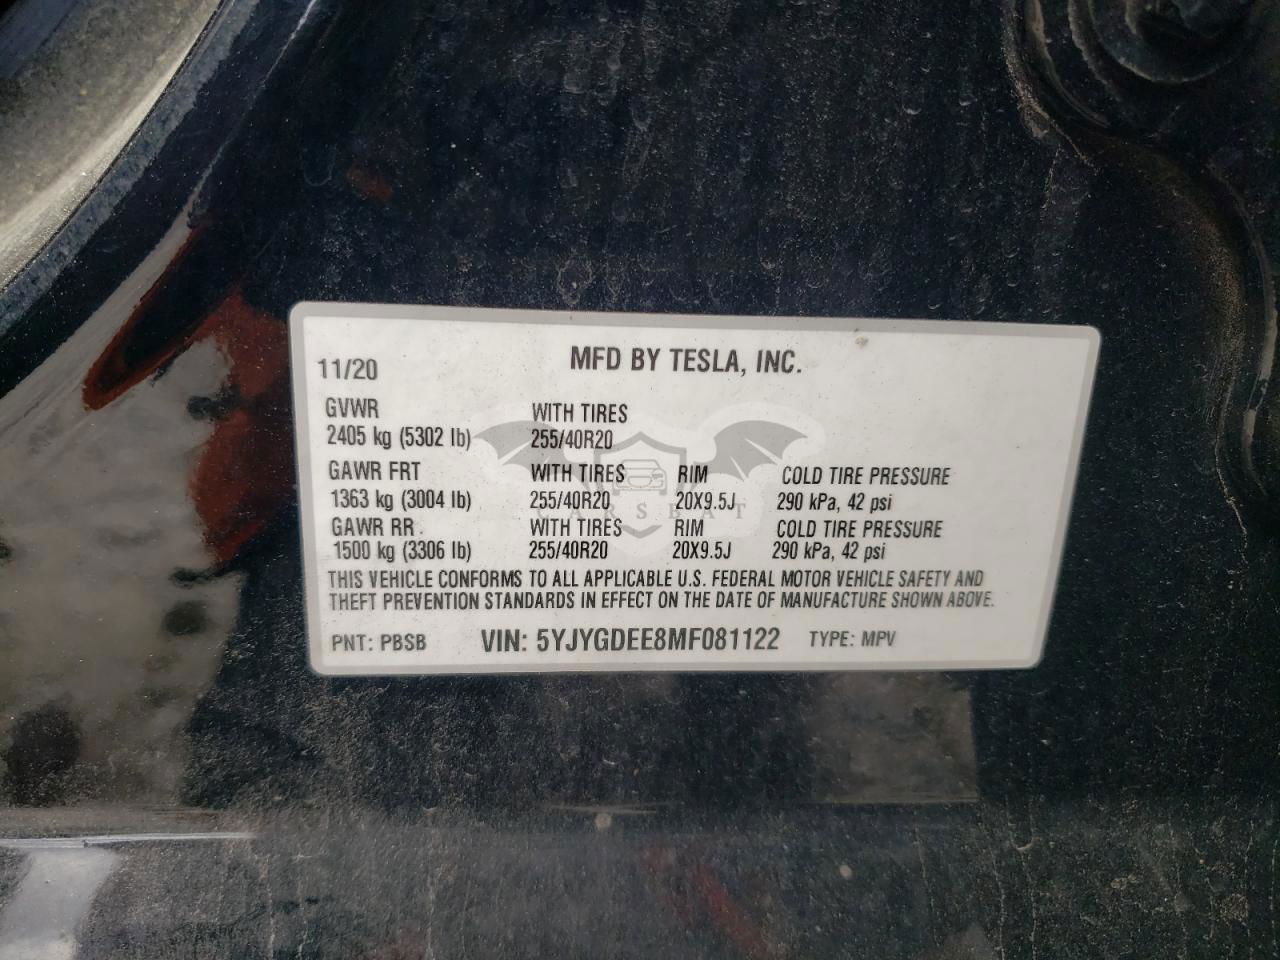 MFD BY TESLA, INC.
11/20
GVWR WITH TIRES
2405 kg (5302 lb) 255/40R20
GAWR FRT WITH TIRES RIM COLD TIRE PRESSURE
1363 kg (3004 lb) 255/40R20 20X9.5J 290 kPa, 42 psi
CARSBAT
GAWR RR WITH TIRES RIM COLD TIRE PRESSURE
1500 kg (3306 lb) 255/40R20 20X9.5J 290 kPa, 42 psi
THIS VEHICLE CONFORMS TO ALL APPLICABLE U.S. FEDERAL MOTOR VEHICLE SAFETY AND
THEFT PREVENTION STANDARDS IN EFFECT ON THE DATE OF MANUFACTURE SHOWN ABOVE.
PNT: PBSB VIN: 5YJYGDEE8MF081122 TYPE: MPV